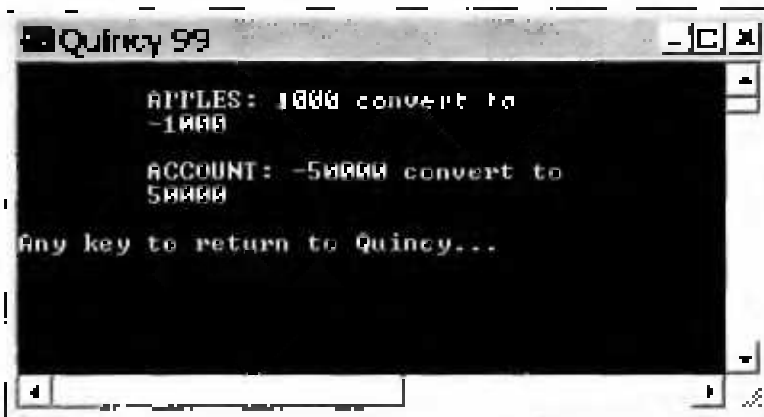 Quincy 99
APPLES: 1000 convert to
-1000
ACCOUNT: -50000 convert to
50000
Any key to return to Quincy...